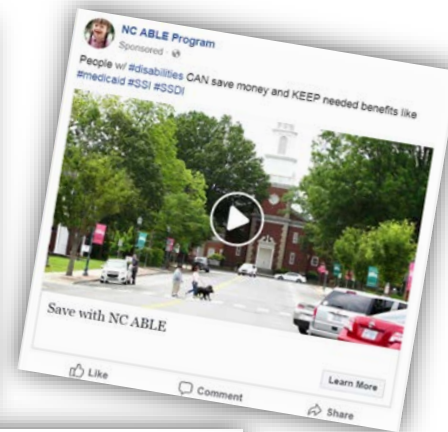 NC ABLE Program
Sponsored ·
People w/ #disabilities CAN save money and KEEP needed benefits like
#medicaid #SSI #SSDI
Save with NC ABLE
Learn More
Like
Comment
Share